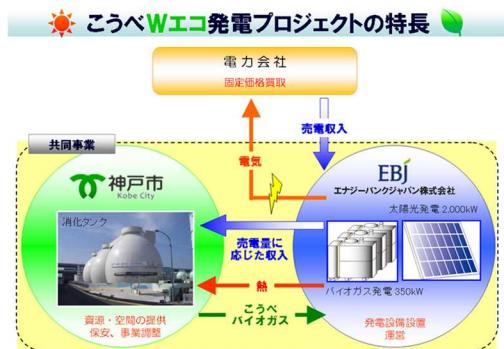 こうべWエコ発電プロジェクトの特長
電力会社
固定価格買取
売電収入
共同事業
電気
神戸市
Kobe City
EBJ
エナジーバンクジャパン株式会社
太陽光発電 2,000kW
消化タンク
売電量に
応じた収入
熱
バイオガス発電 350kW
こうべ
バイオガス
資源・空間の提供
保安、事業調整
発電設備設置
運営